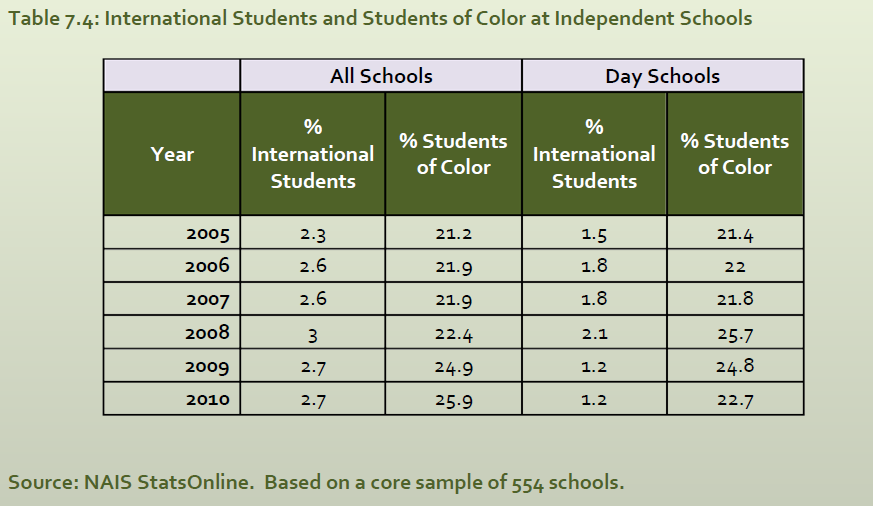 Table 7.4: International Students and Students of Color at Independent Schools
All Schools Day Schools
Year % International Students % Students of Color % International Students % Students of Color
2005 2.3 21.2 1.5 21.4
2006 2.6 21.9 1.8 22
2007 2.6 21.9 1.8 21.8
2008 3 22.4 2.1 25.7
2009 2.7 24.9 1.2 24.8
2010 2.7 25.9 1.2 22.7
Source: NAIS StatsOnline. Based on a core sample of 554 schools.